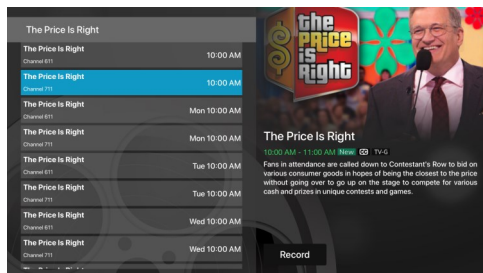 The Price Is Right
The Price Is Right
Channel 611
10:00 AM
The Price Is Right
Channel 711
10:00 AM
The Price Is Right
Channel 611
Mon 10:00 AM
The Price Is Right
Channel 711
Mon 10:00 AM
The Price Is Right
Channel 611
Tue 10:00 AM
The Price Is Right
Channel 711
Tue 10:00 AM
The Price Is Right
Channel 611
Wed 10:00 AM
The Price Is Right
Channel 711
Wed 10:00 AM
the
PRiCE
iS
Right
The Price Is Right
10:00 AM - 11:00 AM New CC TV-G
Fans in attendance are called down to Contestant's Row to bid on
various consumer goods in hopes of being the closest to the price
without going over to go up on the stage to compete for various
cash and prizes in unique contests and games.
Record